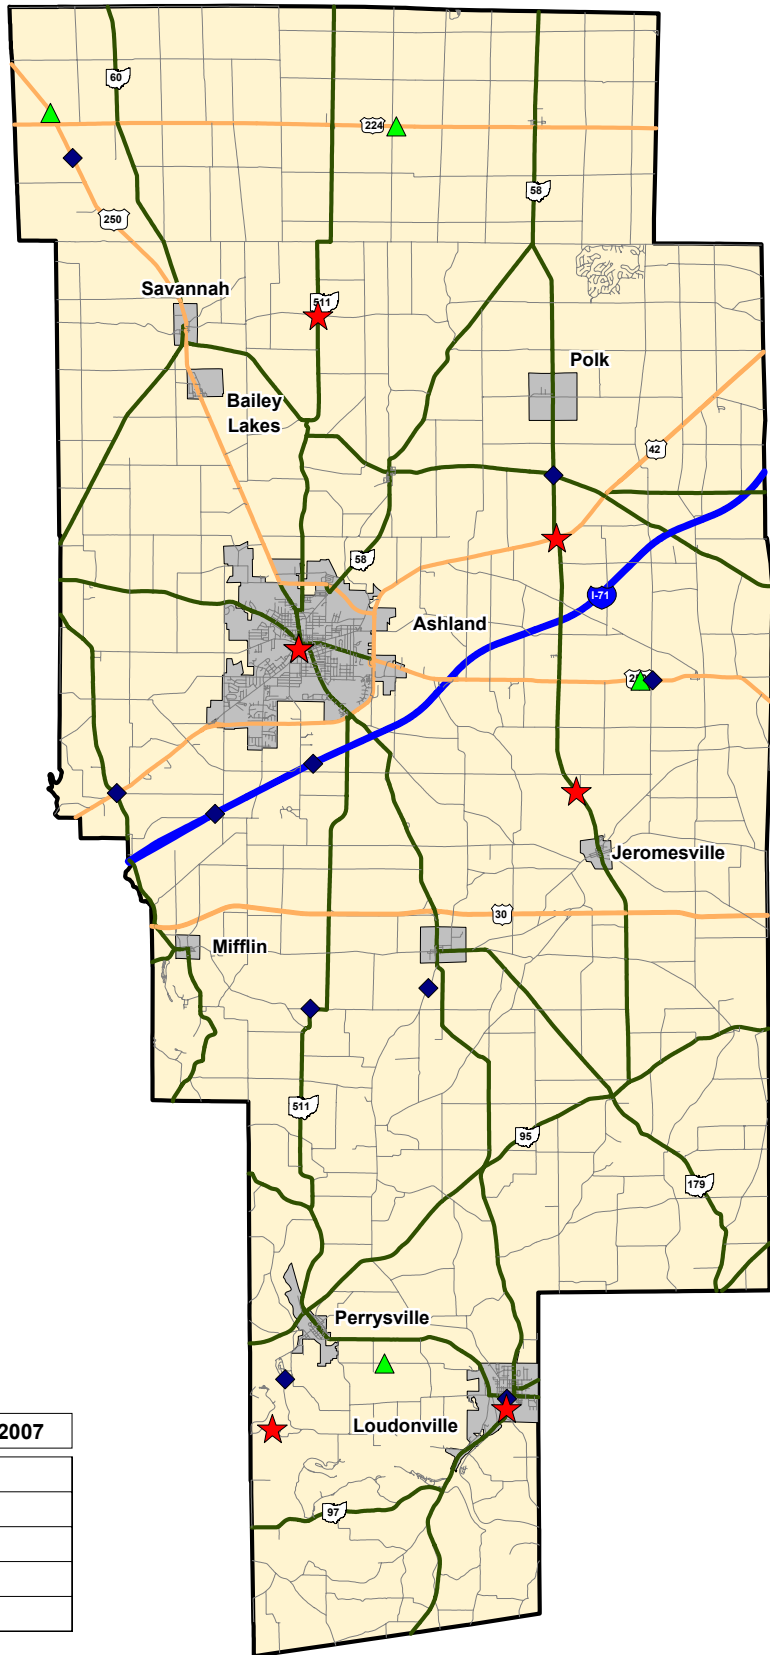 60
224
58
250
Savannah
511
Polk
Bailey
Lakes
42
58
I-71
Ashland
Jeromesville
30
Mifflin
511
95
179
Perrysville
Loudonville
2007
97